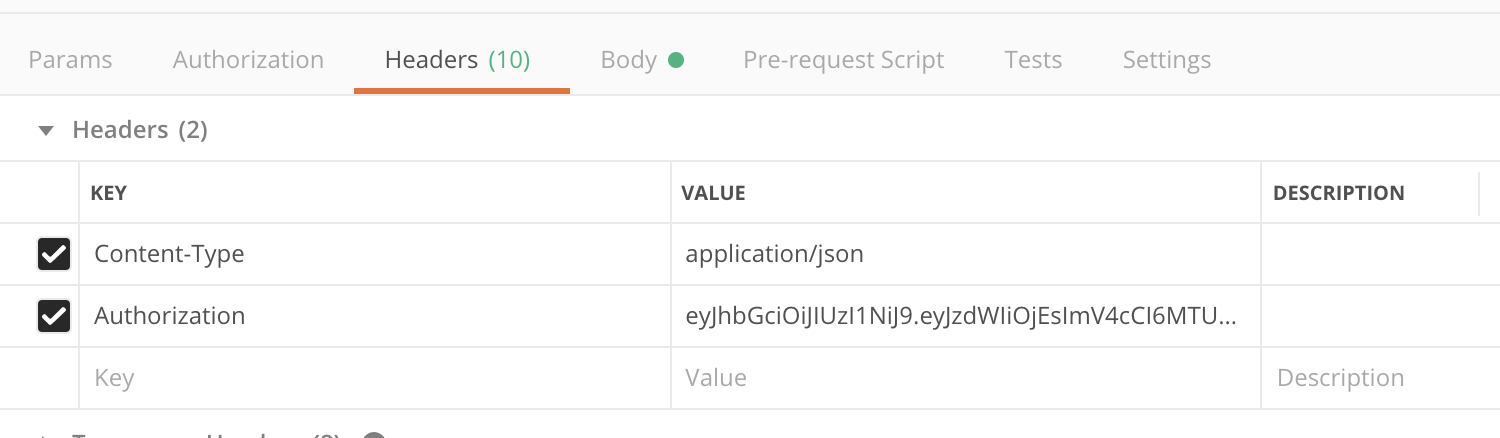 Params Authorization Headers (10) Body Pre-request Script Tests Settings
Headers (2)
KEY VALUE DESCRIPTION
Content-Type application/json
Authorization eyJhbGciOiJIUzI1NiJ9.eyJzdWIiOjEsImV4cCI6MTU...
Key Value Description